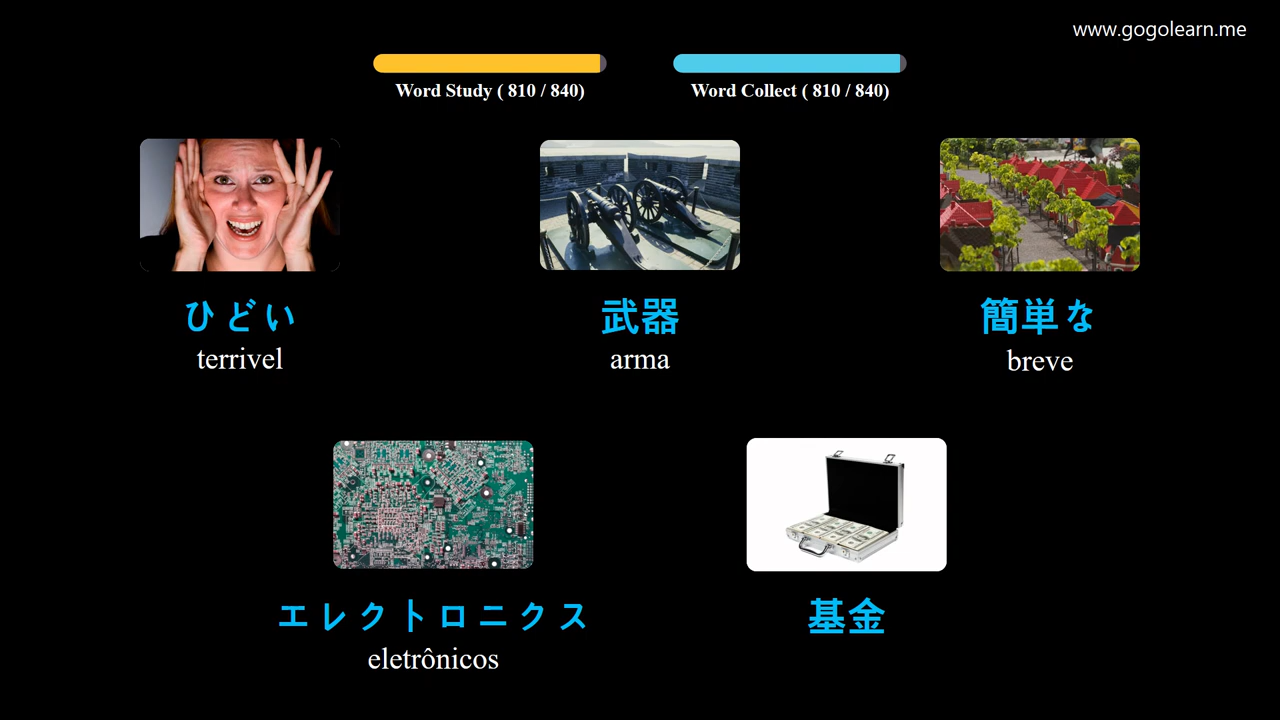 www.gogolearn.me
Word Study ( 810 / 840)
Word Collect ( 810 / 840)
ひどい
terrivel
武器
arma
簡単な
breve
エレクトロニクス
eletrônicos
基金